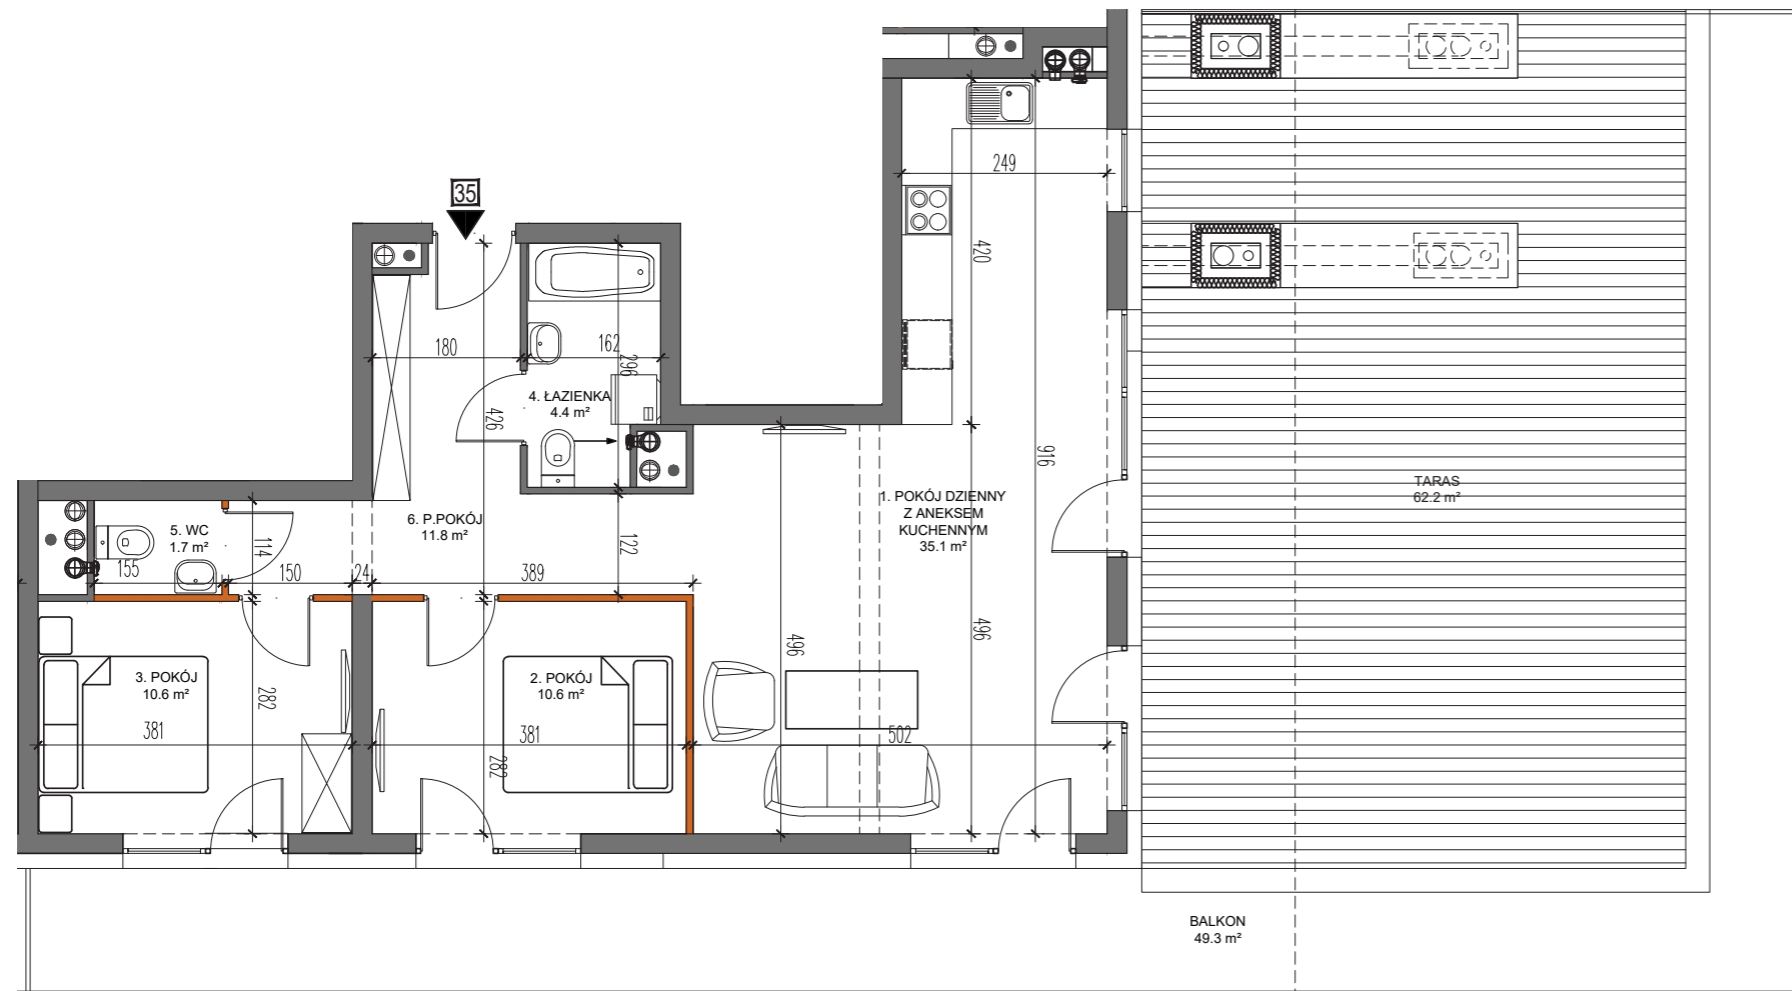 249
35
420
180
162
296
4. ŁAZIENKA
4.4 m²
426
916
TARAS
62.2 m²
1. POKÓJ DZIENNY
Z ANEKSEM
KUCHENNYM
35.1 m²
6. P.POKÓJ
11.8 m²
5. WC
1.7 m²
114
122
155
150
24
389
496
496
3. POKÓJ
10.6 m²
282
2. POKÓJ
10.6 m²
381
381
502
282
BALKON
49.3 m²